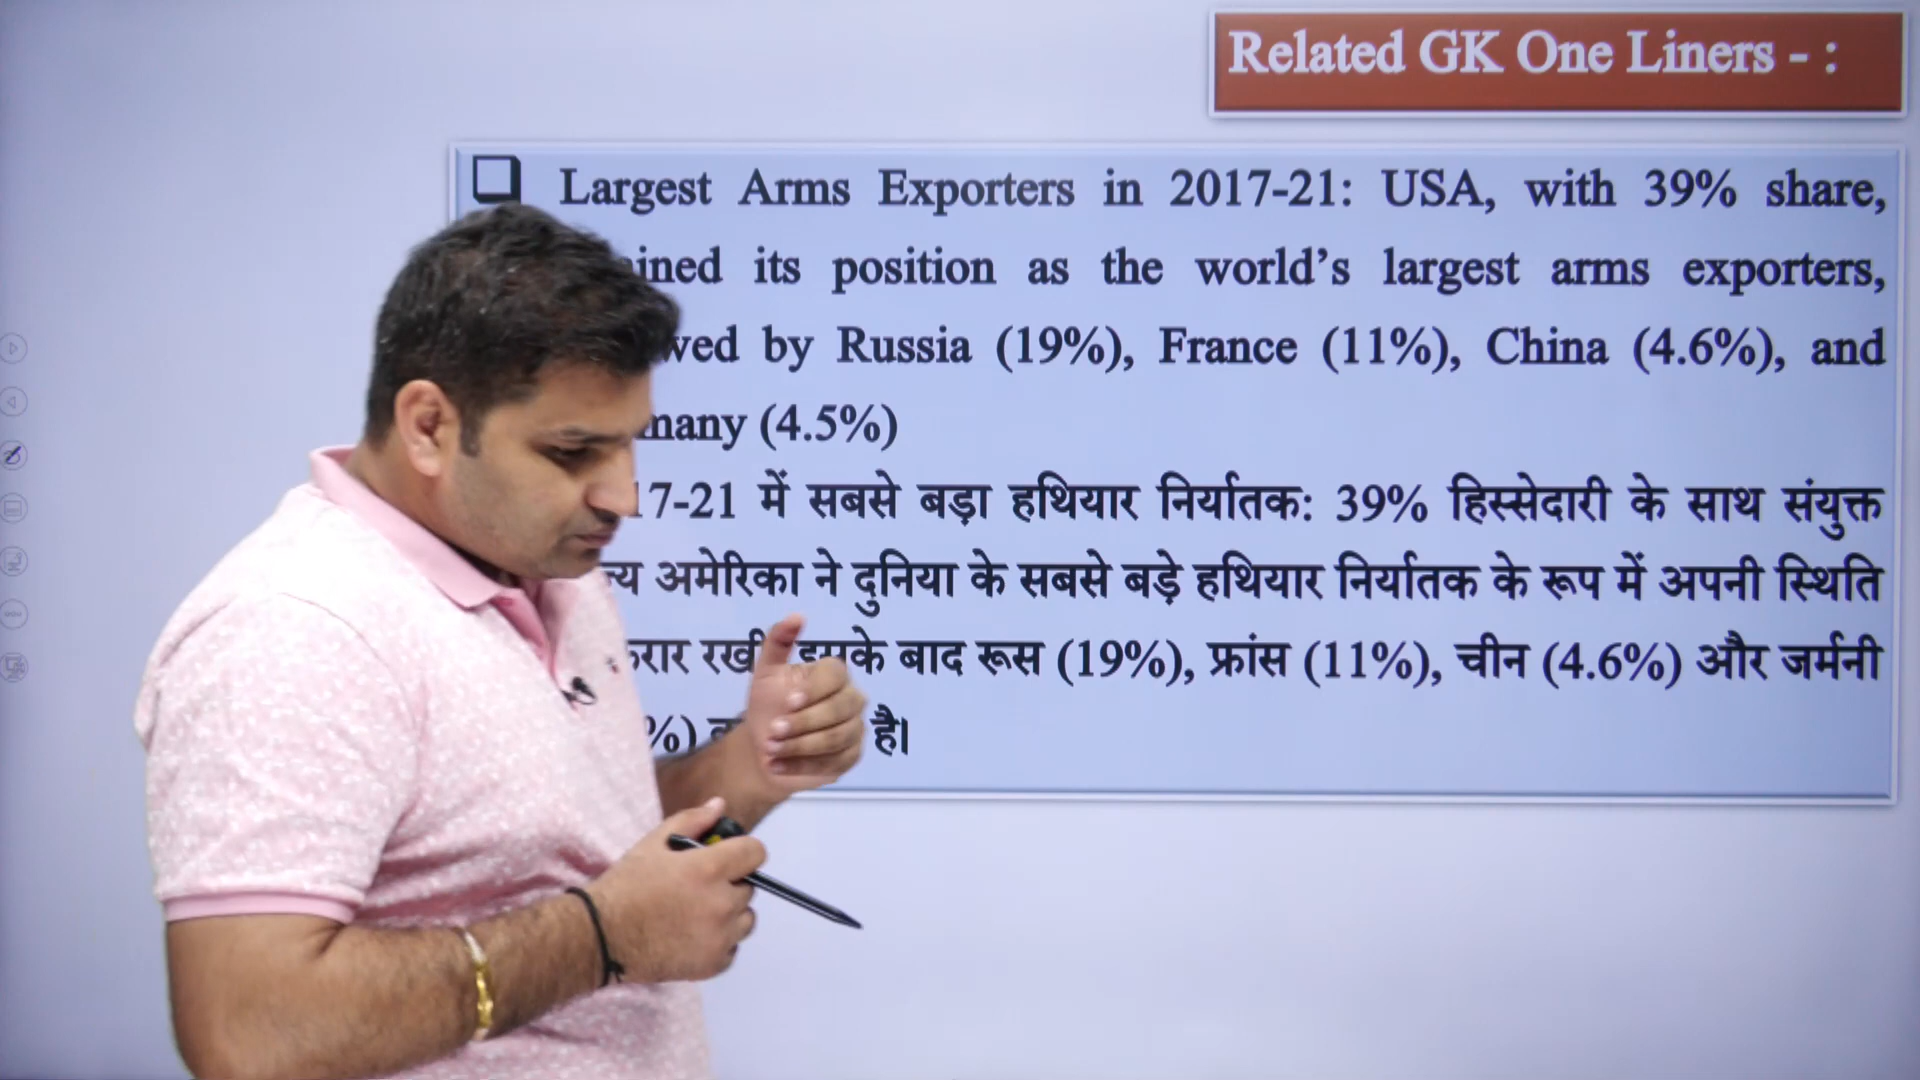 Related GK One Liners - :
Largest Arms Exporters in 2017-21: USA, with 39% share,
its position as the world’s largest arms exporters,
by Russia (19%), France (11%), China (4.6%), and
(4.5%)
में सबसे बड़ा हथियार निर्यातक: 39% हिस्सेदारी के साथ संयुक्त
अमेरिका ने दुनिया के सबसे बड़े हथियार निर्यातक के रूप में अपनी स्थिति
बाद रूस (19%), फ्रांस (11%), चीन (4.6%) और जर्मनी
है।